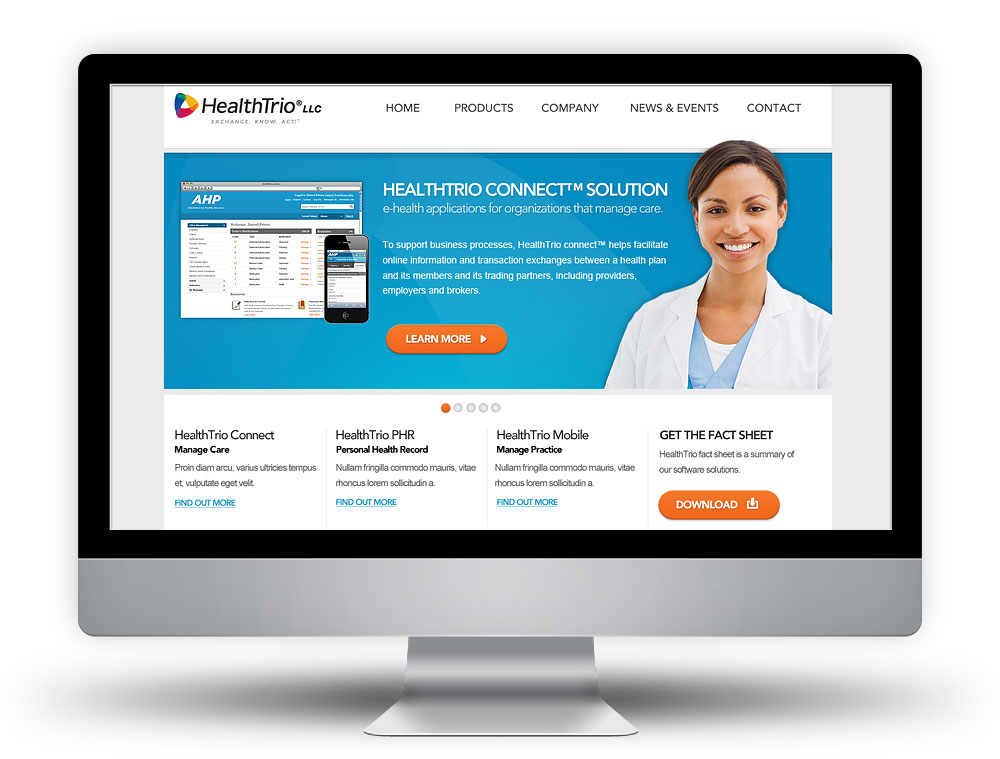 HealthTrio® LLC
EXCHANGE. KNOW. ACT!™
HOME PRODUCTS COMPANY NEWS & EVENTS CONTACT
AHP
HEALTHTRIO CONNECT™ SOLUTION
e-health applications for organizations that manage care.
To support business processes, HealthTrio connect™ helps facilitate
online information and transaction exchanges between a health plan
and its members and its trading partners, including providers,
employers and brokers.
LEARN MORE
HealthTrio Connect
Manage Care
Proin diam arcu, varius ultricies tempus
et, vulputate eget velit.
FIND OUT MORE
HealthTrio PHR
Personal Health Record
Nullam fringilla commodo mauris, vitae
rhoncus lorem sollicitudin a.
FIND OUT MORE
HealthTrio Mobile
Manage Practice
Nullam fringilla commodo mauris, vitae
rhoncus lorem sollicitudin a.
FIND OUT MORE
GET THE FACT SHEET
HealthTrio fact sheet is a summary of
our software solutions.
DOWNLOAD